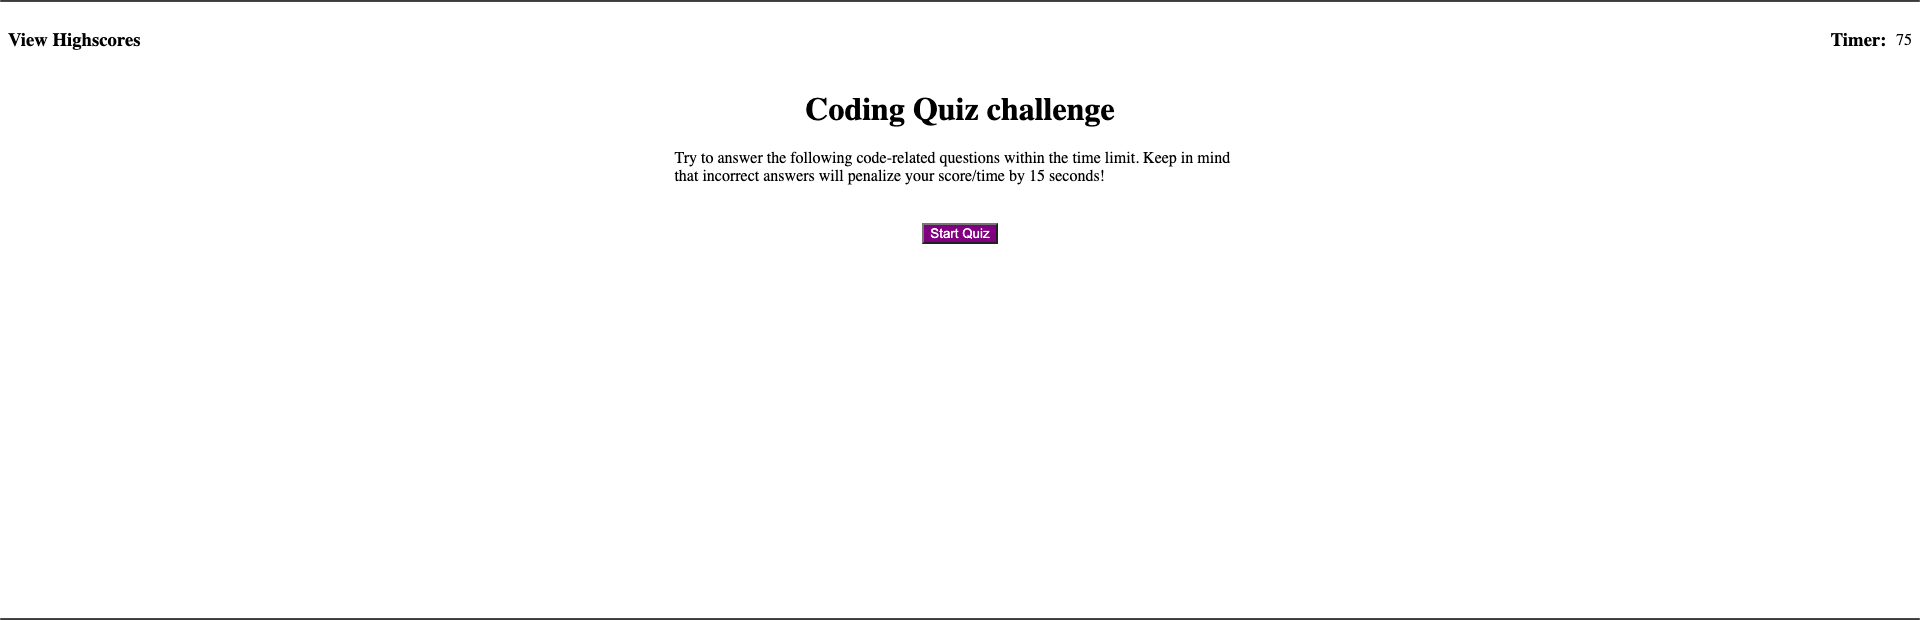 View Highscores
Timer: 75
Coding Quiz challenge
Try to answer the following code-related questions within the time limit. Keep in mind
that incorrect answers will penalize your score/time by 15 seconds!
Start Quiz